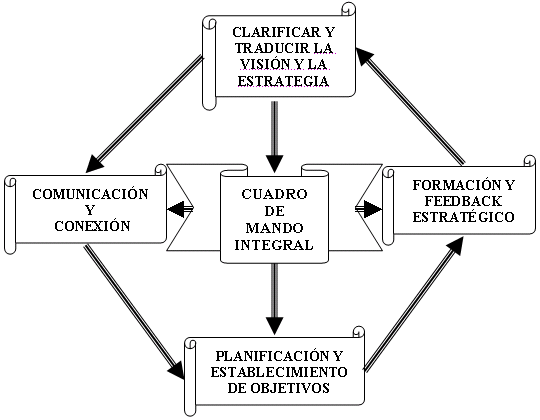 CLARIFICAR Y
TRADUCIR LA
VISIÓN Y LA
ESTRATEGIA
COMUNICACIÓN
Y
CONEXIÓN
CUADRO
DE
MANDO
INTEGRAL
FORMACIÓN Y
FEEDBACK
ESTRATÉGICO
PLANIFICACIÓN Y
ESTABLECIMIENTO
DE OBJETIVOS